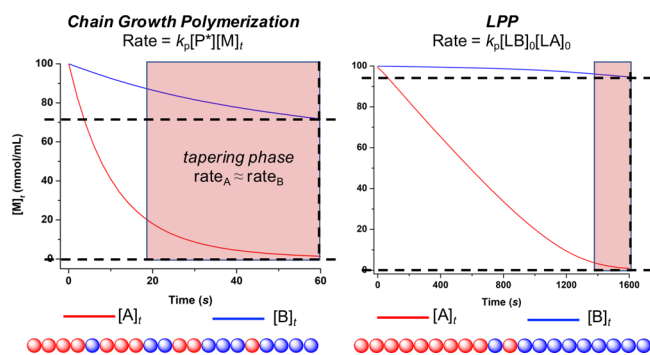 Chain Growth Polymerization
Rate = kp[P*][M]t
100
80
60
40
20
0
[M]t (mmol/mL)
tapering phase
rateA ≈ rateB
0
20
40
60
Time (s)
[A]t
[B]t
LPP
Rate = kp[LB]0[LA]0
100
80
60
40
20
0
0
400
800
1200
1600
Time (s)
[A]t
[B]t